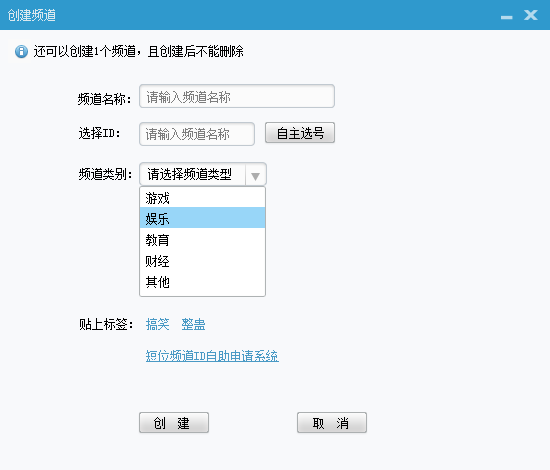 创建频道
还可以创建1个频道，且创建后不能删除
频道名称： 请输入频道名称
选择ID： 请输入频道名称 自主选号
频道类别： 请选择频道类型
游戏
娱乐
教育
财经
其他
贴上标签： 搞笑 整蛊
短位频道ID自助申请系统
创 建 取 消